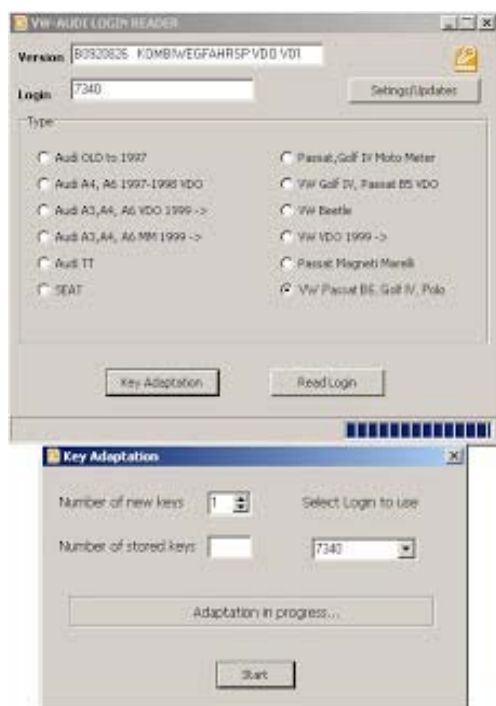 VW-AUDI LOGIN READER
Version B0920826 KOMBIWEGFAHRSP VDO V01
Login 7340
Setings/Updates
Type
Audi OLD to 1997
Passat,Golf IV Moto Meter
Audi A4, A6 1997-1998 VDO
VW Golf IV, Passat B5 VDO
Audi A3,A4, A6 VDO 1999 ->
VW Beetle
Audi A3,A4, A6 MM 1999 ->
VW VDO 1999 ->
Audi TT
Passat Magneti Marelli
SEAT
VW Passat B6, Golf IV, Polo
Key Adaptation
Read Login
Key Adaptation
Number of new keys 1
Select Login to use
Number of stored keys
7340
Adaptation in progress...
Start